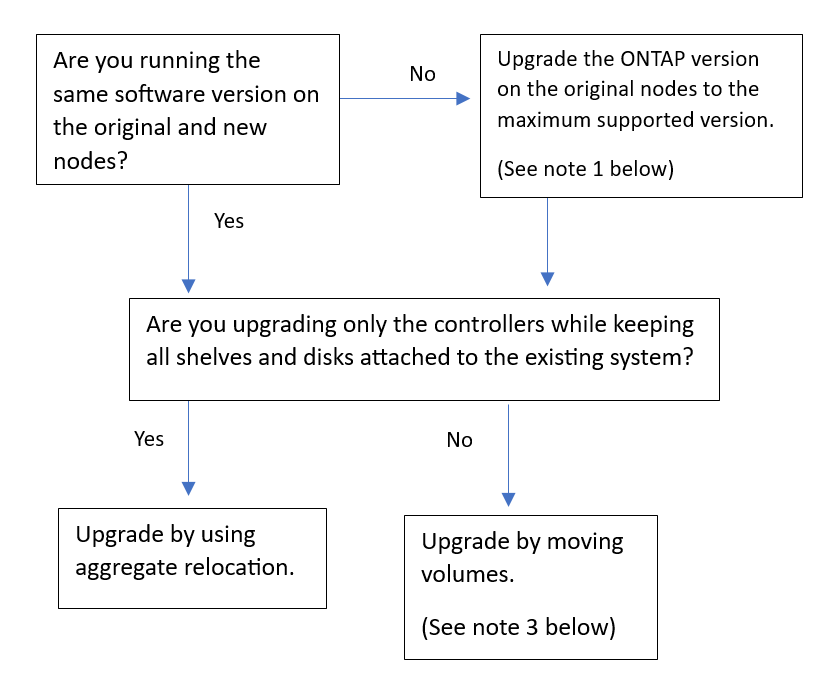 Are you running the
same software version on
the original and new
nodes?
No
Upgrade the ONTAP version
on the original nodes to the
maximum supported version.
(See note 1 below)
Yes
Are you upgrading only the controllers while keeping
all shelves and disks attached to the existing system?
Yes
No
Upgrade by using
aggregate relocation.
Upgrade by moving
volumes.
(See note 3 below)